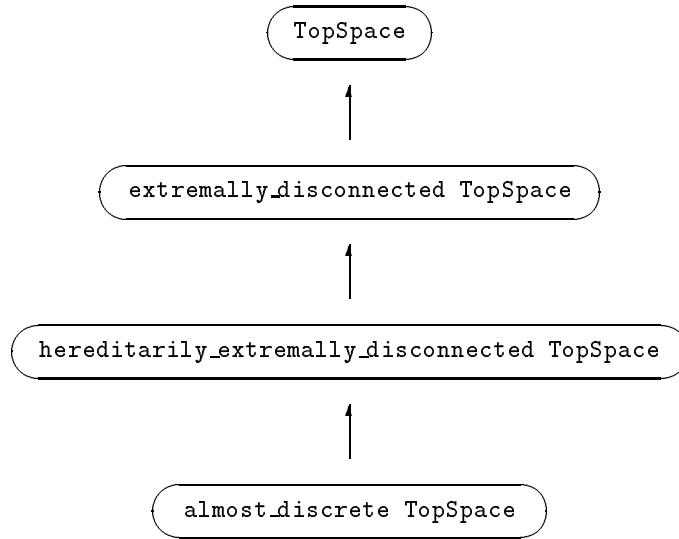 TopSpace
extremally_disconnected TopSpace
hereditarily_extremally_disconnected TopSpace
almost_discrete TopSpace